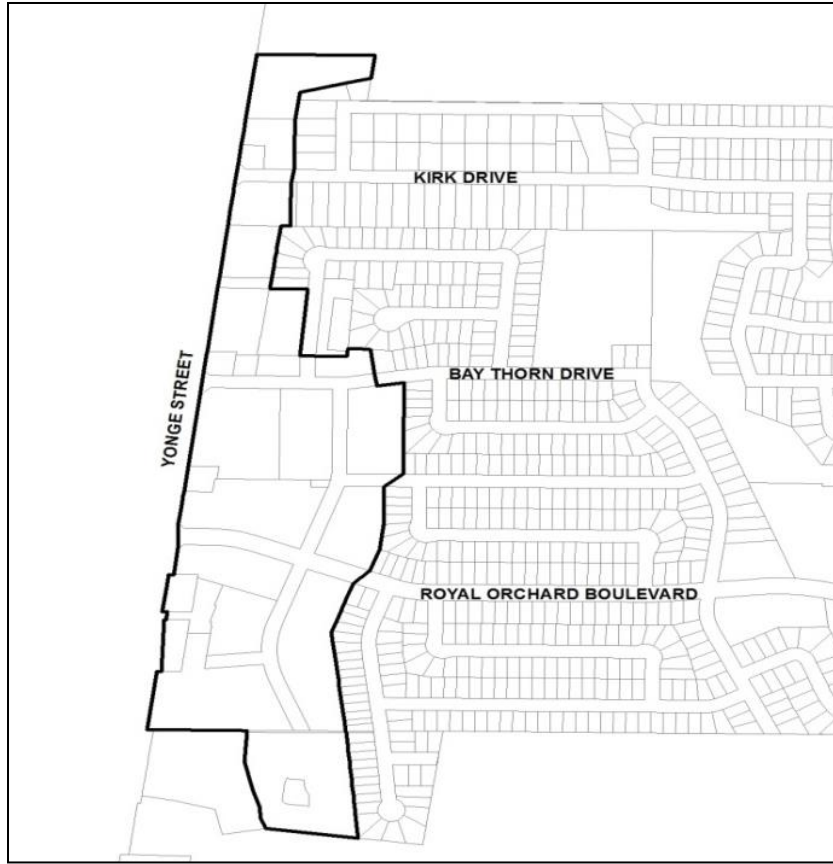 KIRK DRIVE
YONGE STREET
BAY THORN DRIVE
ROYAL ORCHARD BOULEVARD